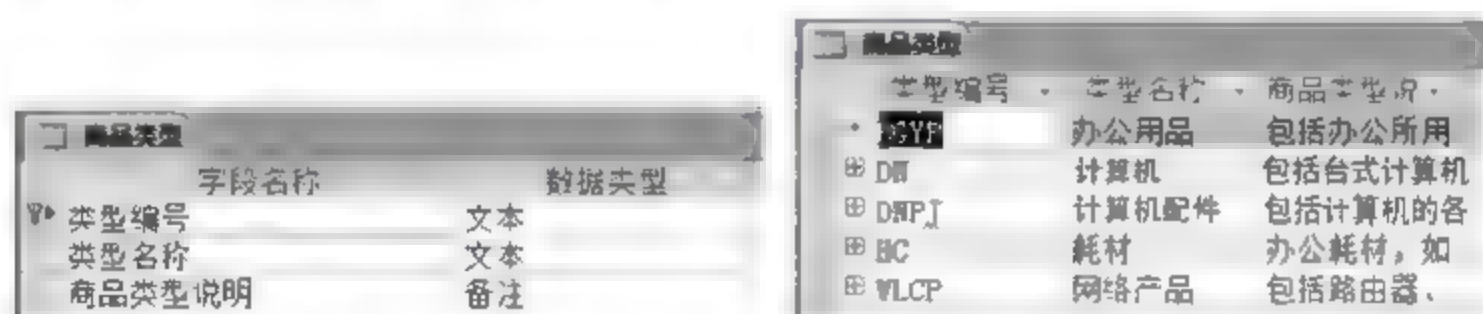 商品类型
字段名称 数据类型
类型编号 文本
类型名称 文本
商品类型说明 备注
商品类型
类型编号 类型名称 商品类型说
办公用品 包括办公所用
DN 计算机 包括台式计算机
DNPJ 计算机配件 包括计算机的各
HC 耗材 办公耗材，如
WLCP 网络产品 包括路由器、